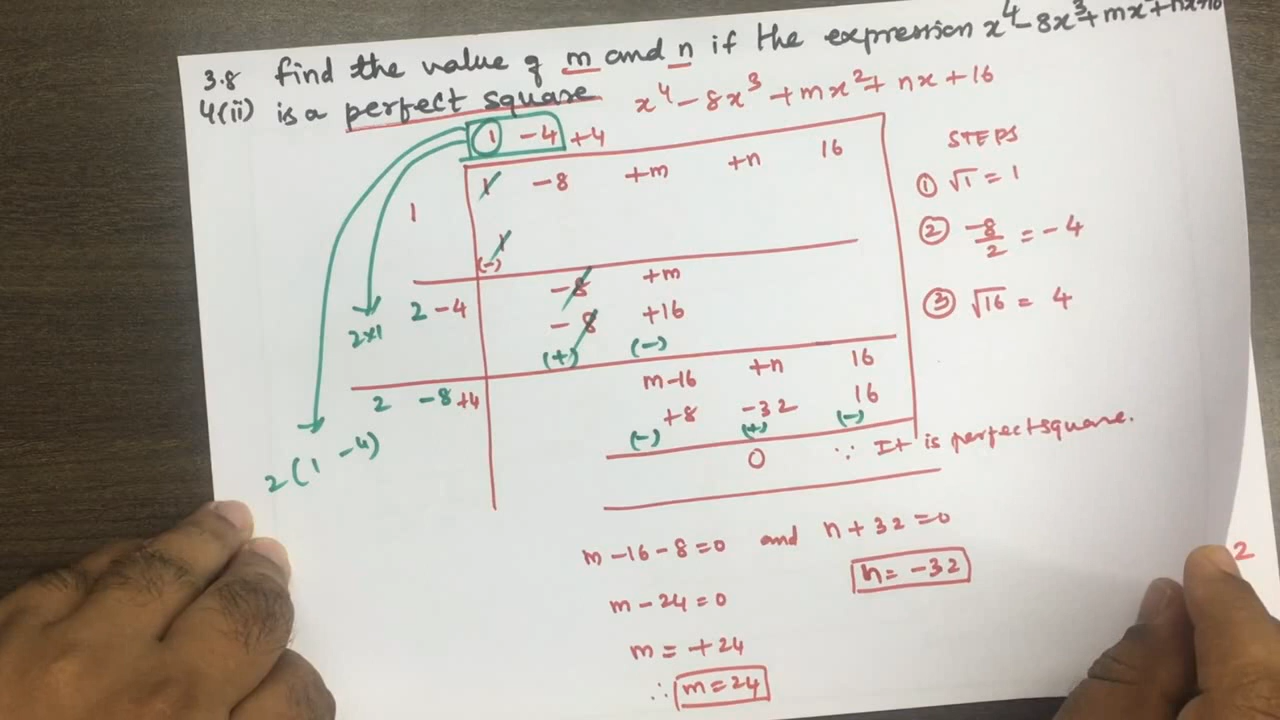 3.8 find the value of m and n if the expression x⁴ - 8x³ + mx² + nx + 16
4(ii) is a perfect square x⁴ - 8x³ + mx² + nx + 16
1 -4 +4
STEPS
1 1 -8 +m +n 16
① √1 = 1
1
(-)
② -8/2 = -4
-8 +m
2 -4 -8 +16
③ √16 = 4
2×1 (+) (-)
m-16 +n 16
2 -8 +4 +8 -32 16
(-) (+) (-)
2(1 -4)
0 ∵ It is perfect square.
m - 16 - 8 = 0 and n + 32 = 0
n = -32
2
m - 24 = 0
m = +24
∴ m = 24